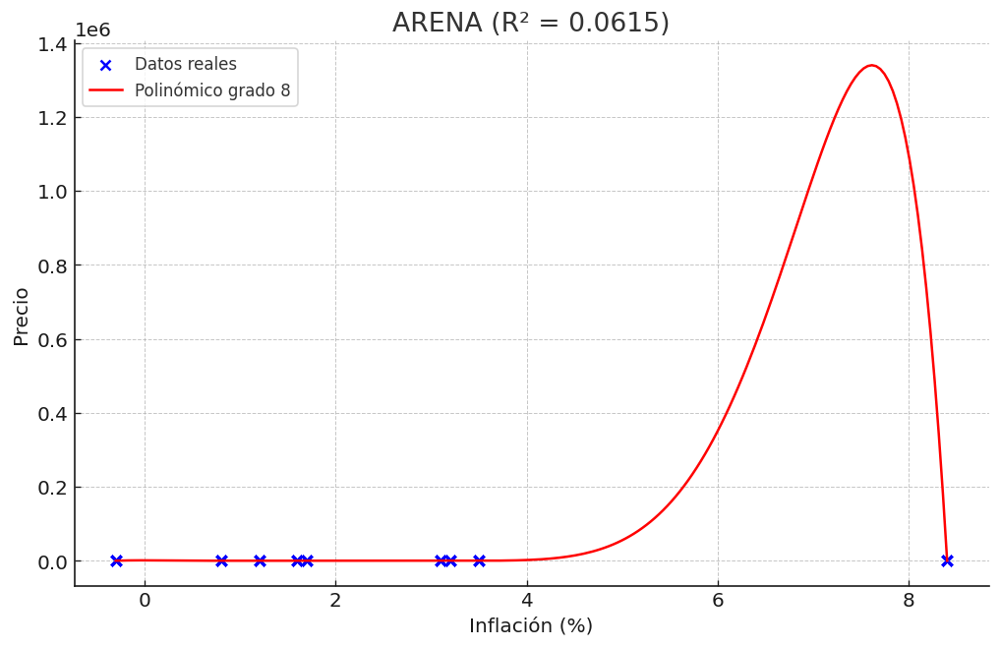 ARENA (R² = 0.0615)
1e6
Datos reales
Polinómico grado 8
1.4
1.2
1.0
0.8
0.6
0.4
0.2
0.0
Precio
0 2 4 6 8
Inflación (%)